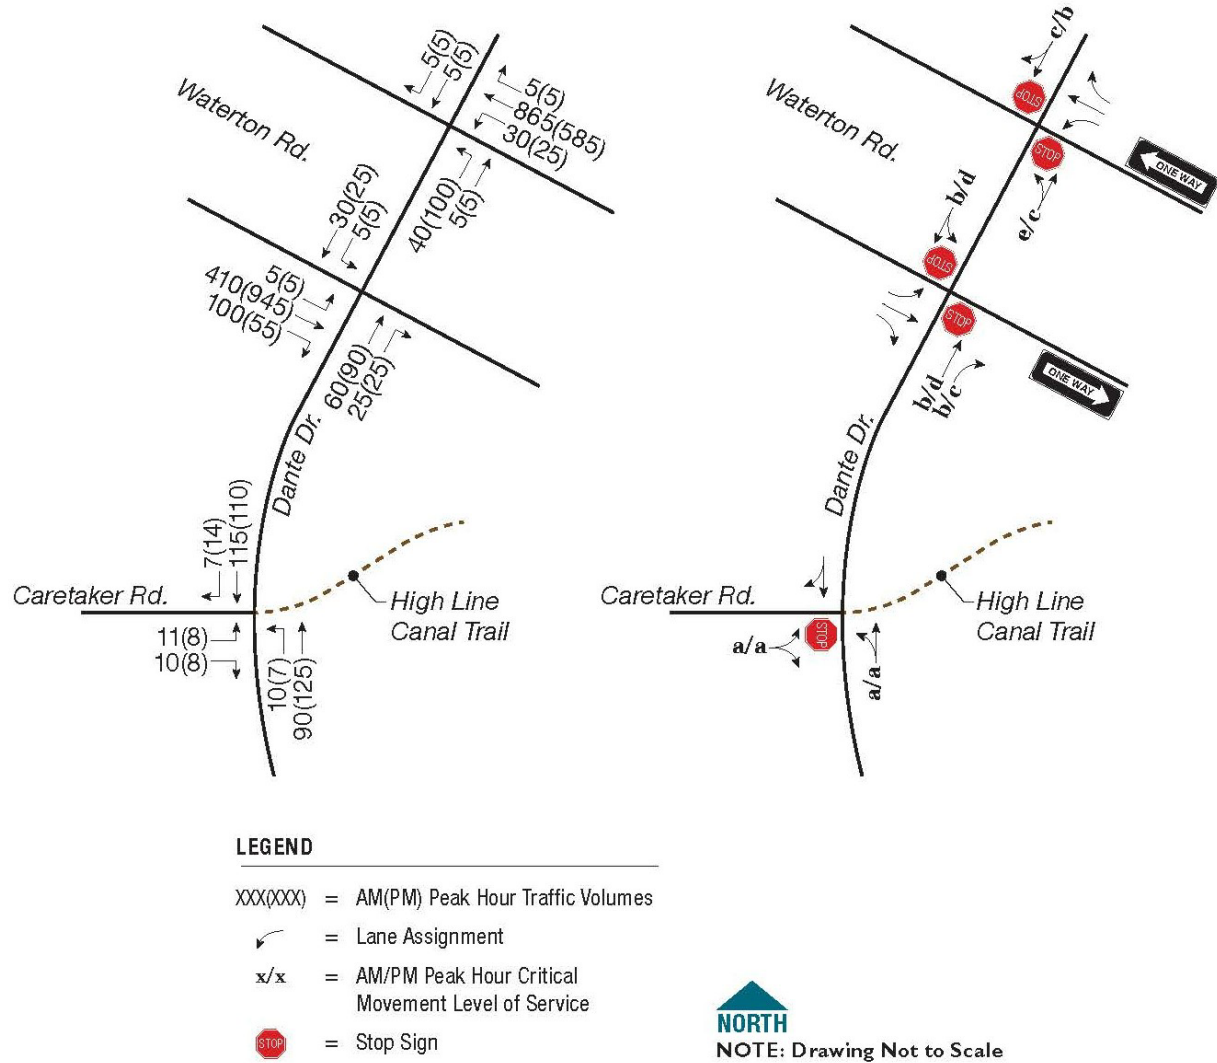 5(5)
5(5)
5(5)
865(585)
30(25)
Waterton Rd.
40(100)
5(5)
30(25)
5(5)
5(5)
410(945)
100(55)
60(90)
25(25)
Dante Dr.
7(14)
115(110)
Caretaker Rd.
11(8)
10(8)
10(7)
90(125)
High Line
Canal Trail
c/b
STOP
Waterton Rd.
STOP
ONE WAY
e/c
b/d
STOP
STOP
b/d
b/c
ONE WAY
Dante Dr.
Caretaker Rd.
STOP
a/a
a/a
High Line
Canal Trail
LEGEND
XXX(XXX) = AM(PM) Peak Hour Traffic Volumes
= Lane Assignment
x/x = AM/PM Peak Hour Critical
Movement Level of Service
STOP = Stop Sign
NORTH
NOTE: Drawing Not to Scale